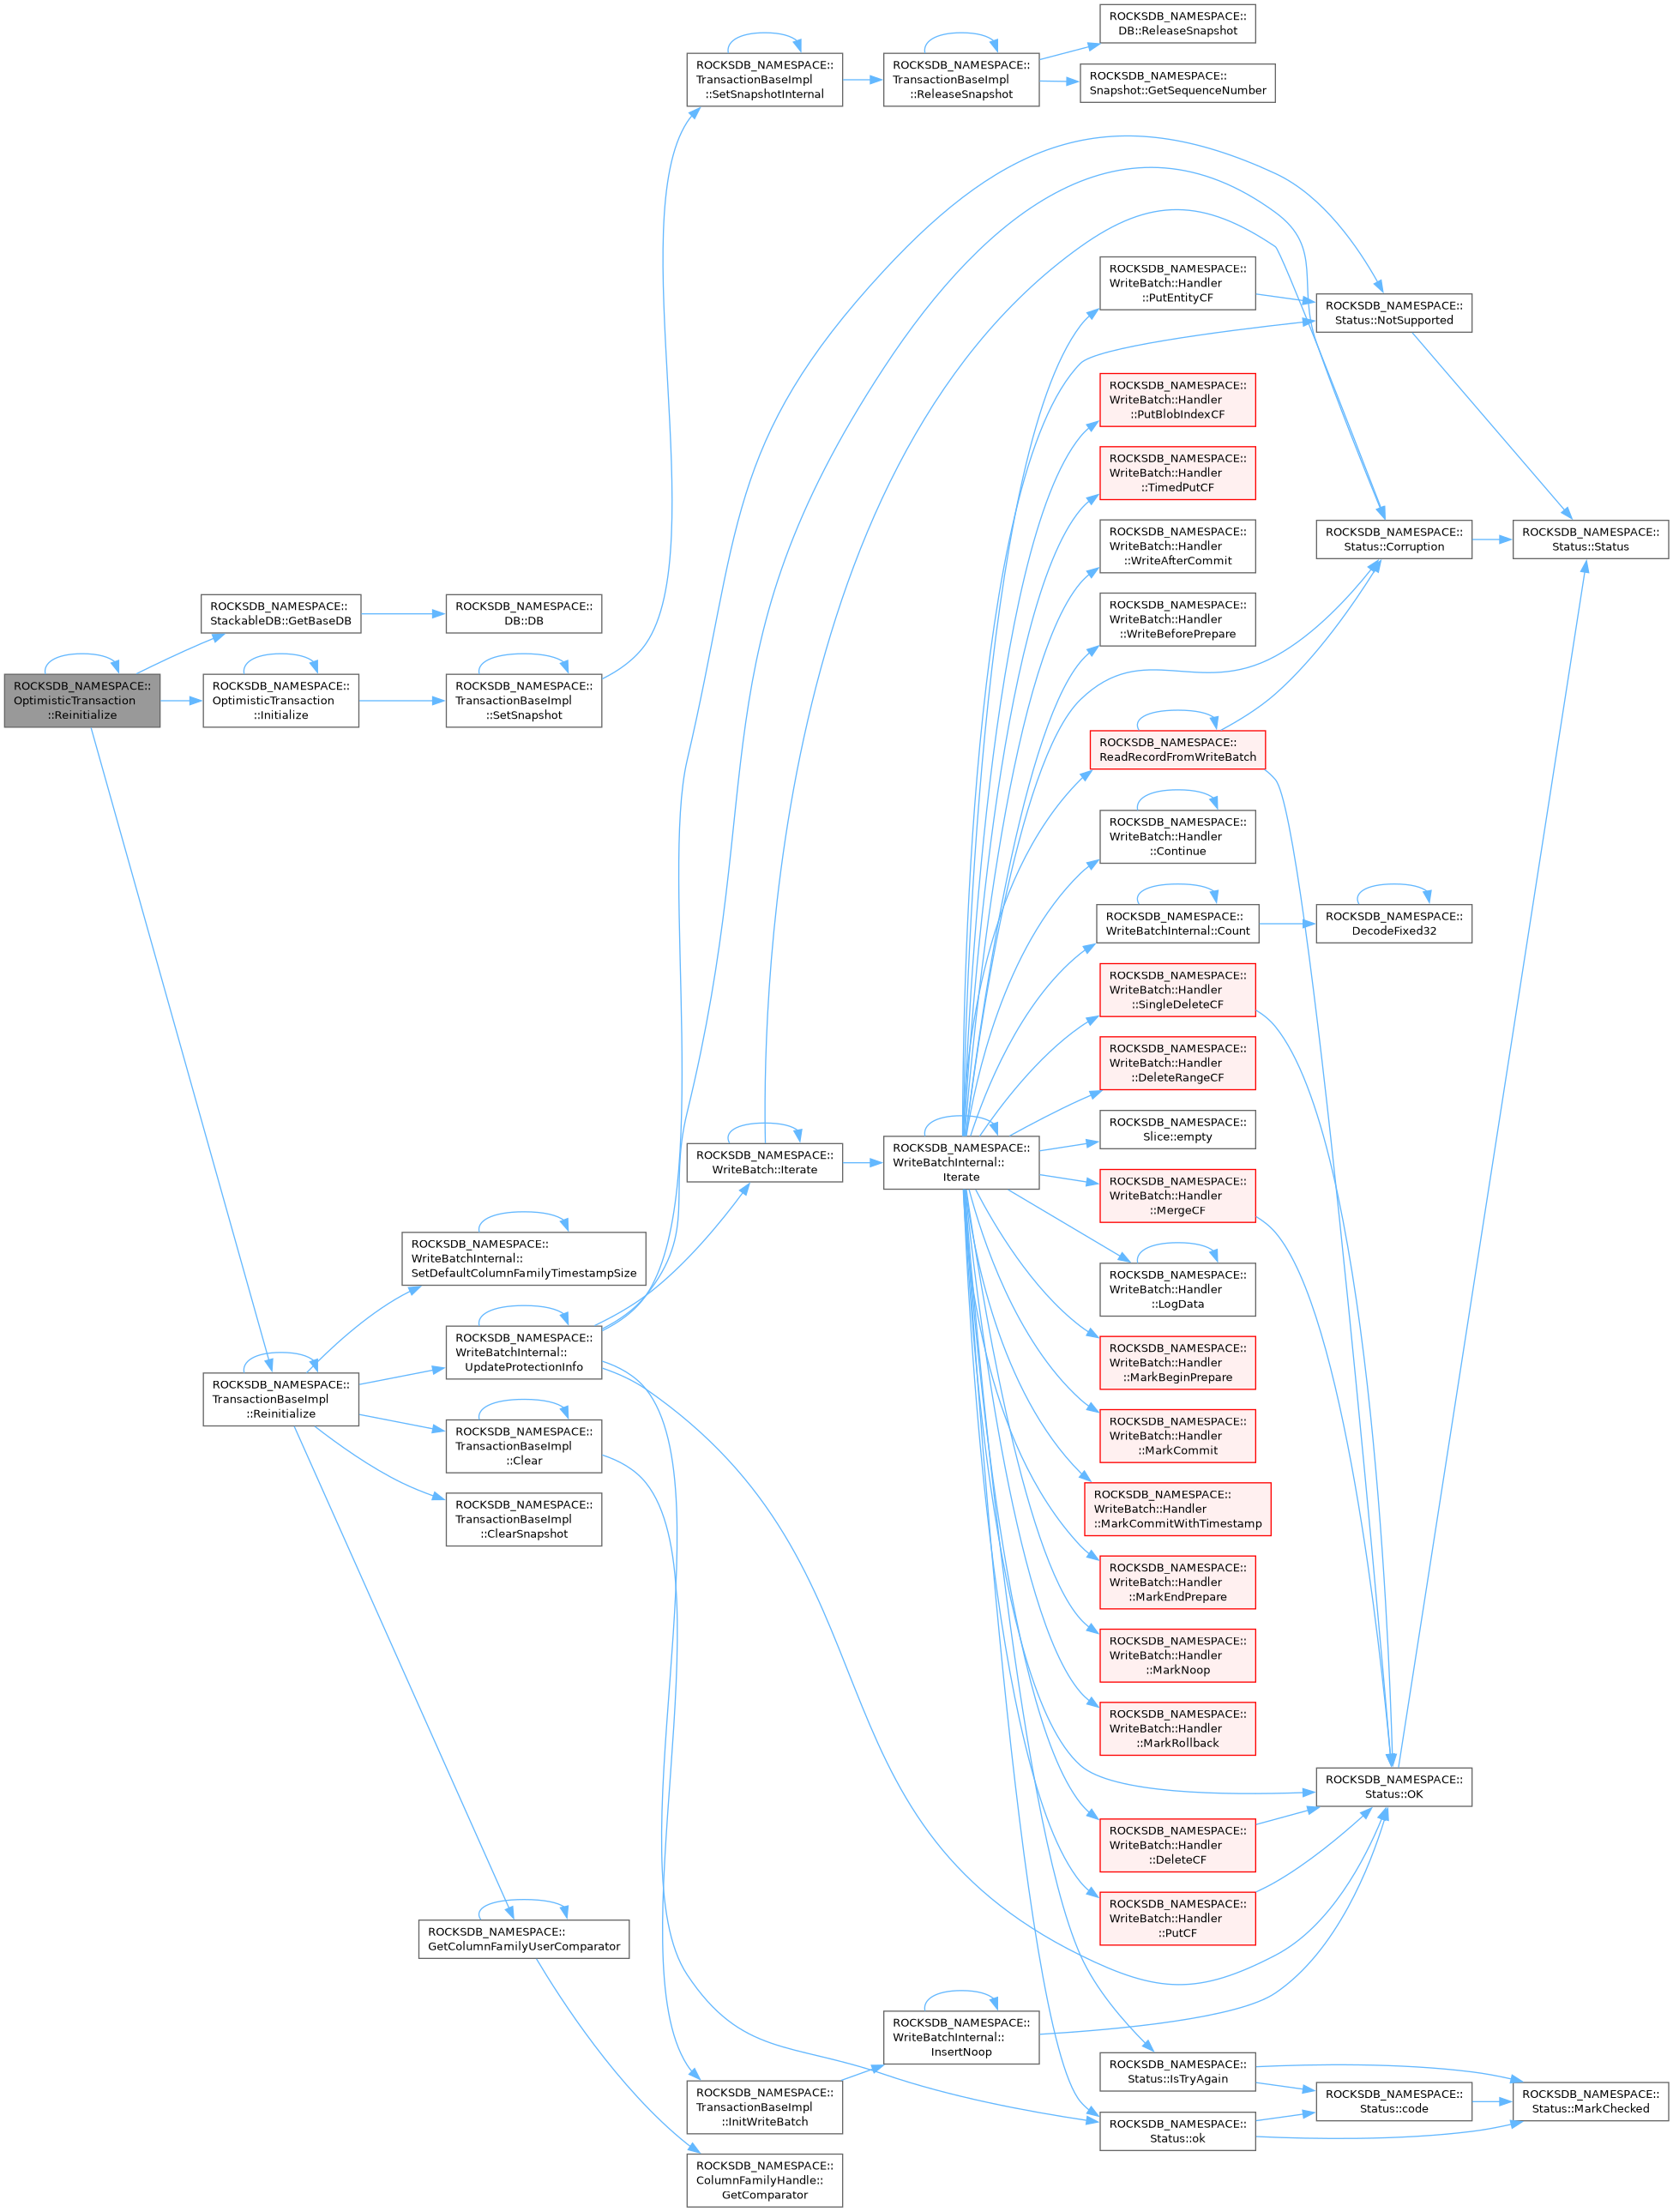 ROCKSDB_NAMESPACE::
OptimisticTransaction
::Reinitialize
ROCKSDB_NAMESPACE::
StackableDB::GetBaseDB
ROCKSDB_NAMESPACE::
DB::DB
ROCKSDB_NAMESPACE::
OptimisticTransaction
::Initialize
ROCKSDB_NAMESPACE::
TransactionBaseImpl
::SetSnapshot
ROCKSDB_NAMESPACE::
TransactionBaseImpl
::SetSnapshotInternal
ROCKSDB_NAMESPACE::
TransactionBaseImpl
::ReleaseSnapshot
ROCKSDB_NAMESPACE::
DB::ReleaseSnapshot
ROCKSDB_NAMESPACE::
Snapshot::GetSequenceNumber
ROCKSDB_NAMESPACE::
TransactionBaseImpl
::Reinitialize
ROCKSDB_NAMESPACE::
WriteBatchInternal::
SetDefaultColumnFamilyTimestampSize
ROCKSDB_NAMESPACE::
WriteBatchInternal::
UpdateProtectionInfo
ROCKSDB_NAMESPACE::
TransactionBaseImpl
::Clear
ROCKSDB_NAMESPACE::
TransactionBaseImpl
::ClearSnapshot
ROCKSDB_NAMESPACE::
GetColumnFamilyUserComparator
ROCKSDB_NAMESPACE::
WriteBatch::Iterate
ROCKSDB_NAMESPACE::
TransactionBaseImpl
::InitWriteBatch
ROCKSDB_NAMESPACE::
ColumnFamilyHandle::
GetComparator
ROCKSDB_NAMESPACE::
WriteBatchInternal::
Iterate
ROCKSDB_NAMESPACE::
WriteBatchInternal::
InsertNoop
ROCKSDB_NAMESPACE::
WriteBatch::Handler
::PutEntityCF
ROCKSDB_NAMESPACE::
WriteBatch::Handler
::PutBlobIndexCF
ROCKSDB_NAMESPACE::
WriteBatch::Handler
::TimedPutCF
ROCKSDB_NAMESPACE::
WriteBatch::Handler
::WriteAfterCommit
ROCKSDB_NAMESPACE::
WriteBatch::Handler
::WriteBeforePrepare
ROCKSDB_NAMESPACE::
ReadRecordFromWriteBatch
ROCKSDB_NAMESPACE::
WriteBatch::Handler
::Continue
ROCKSDB_NAMESPACE::
WriteBatchInternal::Count
ROCKSDB_NAMESPACE::
WriteBatch::Handler
::SingleDeleteCF
ROCKSDB_NAMESPACE::
WriteBatch::Handler
::DeleteRangeCF
ROCKSDB_NAMESPACE::
Slice::empty
ROCKSDB_NAMESPACE::
WriteBatch::Handler
::MergeCF
ROCKSDB_NAMESPACE::
WriteBatch::Handler
::LogData
ROCKSDB_NAMESPACE::
WriteBatch::Handler
::MarkBeginPrepare
ROCKSDB_NAMESPACE::
WriteBatch::Handler
::MarkCommit
ROCKSDB_NAMESPACE::
WriteBatch::Handler
::MarkCommitWithTimestamp
ROCKSDB_NAMESPACE::
WriteBatch::Handler
::MarkEndPrepare
ROCKSDB_NAMESPACE::
WriteBatch::Handler
::MarkNoop
ROCKSDB_NAMESPACE::
WriteBatch::Handler
::MarkRollback
ROCKSDB_NAMESPACE::
WriteBatch::Handler
::DeleteCF
ROCKSDB_NAMESPACE::
WriteBatch::Handler
::PutCF
ROCKSDB_NAMESPACE::
Status::IsTryAgain
ROCKSDB_NAMESPACE::
Status::ok
ROCKSDB_NAMESPACE::
Status::NotSupported
ROCKSDB_NAMESPACE::
Status::Corruption
ROCKSDB_NAMESPACE::
DecodeFixed32
ROCKSDB_NAMESPACE::
Status::OK
ROCKSDB_NAMESPACE::
Status::code
ROCKSDB_NAMESPACE::
Status::Status
ROCKSDB_NAMESPACE::
Status::MarkChecked